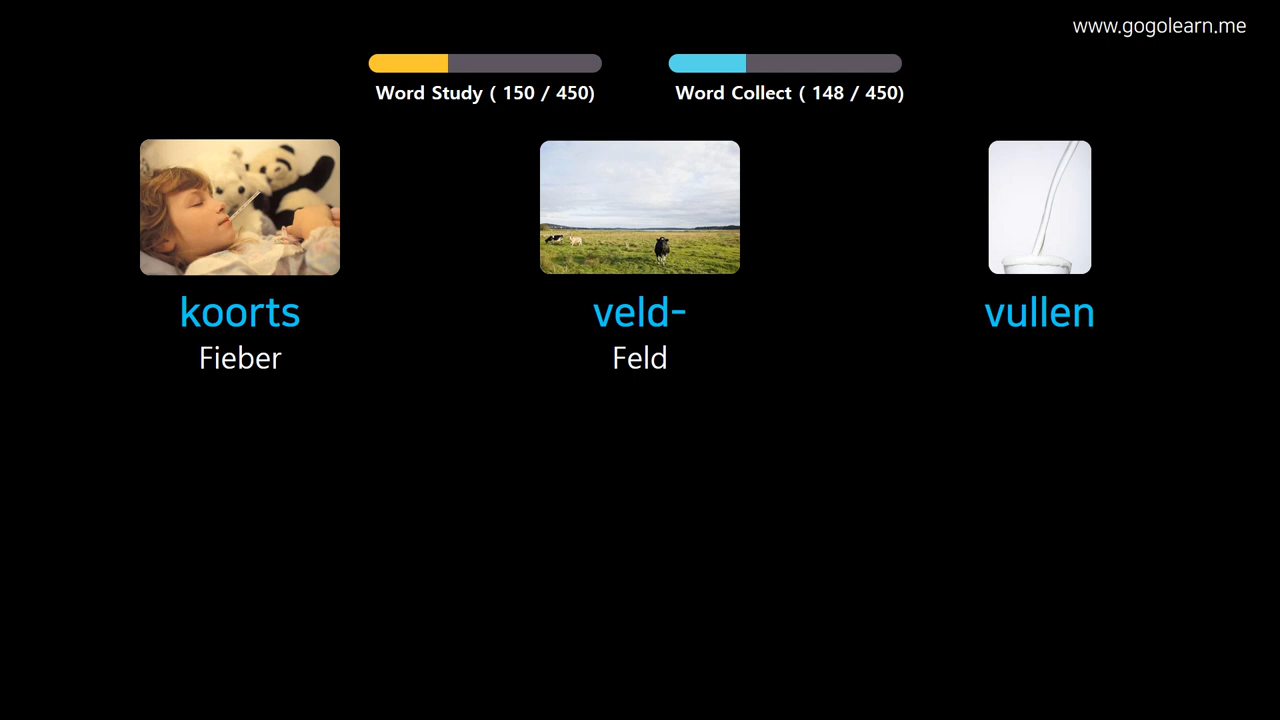 www.gogolearn.me
Word Study ( 150 / 450)
Word Collect ( 148 / 450)
koorts
Fieber
veld-
Feld
vullen